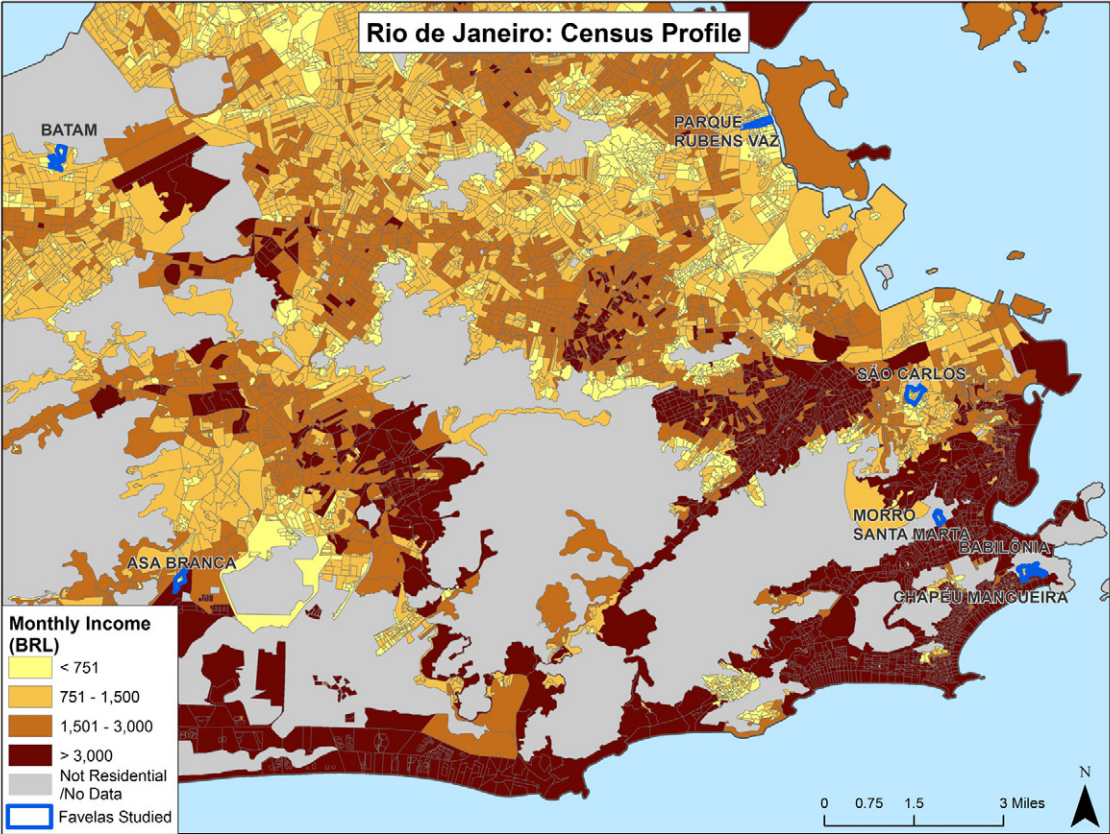 Rio de Janeiro: Census Profile
BATAM
PARQUE
RUBENS VAZ
SÃO CARLOS
MORRO
SANTA MARTA
BABILÔNIA
ASA BRANCA
CHAPÉU MANGUEIRA
Monthly Income
(BRL)
< 751
751 - 1,500
1,501 - 3,000
> 3,000
Not Residential
/No Data
Favelas Studied
N
0 0.75 1.5 3 Miles